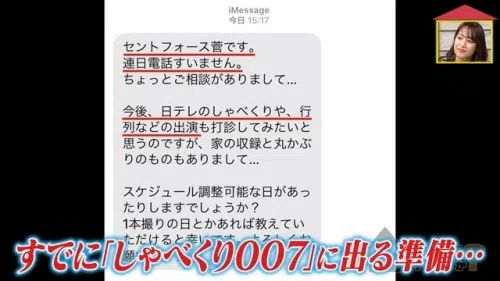 iMessage
今日 15:17
セントフォース菅です。
連日電話すいません。
ちょっとご相談がありまして…
今後、日テレのしゃべくりや、行
列などの出演も打診してみたいと
思うのですが、家の収録と丸かぶ
りのものもありまして…
スケジュール調整可能な日があっ
たりしますでしょうか？
1本撮りの日とかあれば教えてい
ただけると幸いです
すでに「しゃべくり007」に出る準備…